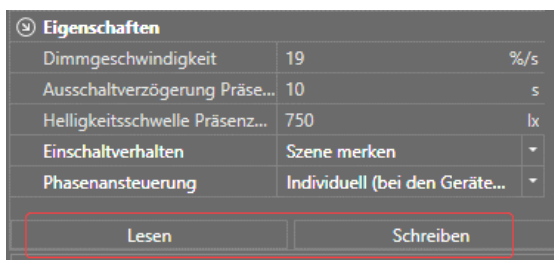 Eigenschaften
Dimmgeschwindigkeit 19 %/s
Ausschaltverzögerung Präse... 10 s
Helligkeitsschwelle Präsenz... 750 lx
Einschaltverhalten Szene merken
Phasenansteuerung Individuell (bei den Geräte...
Lesen Schreiben